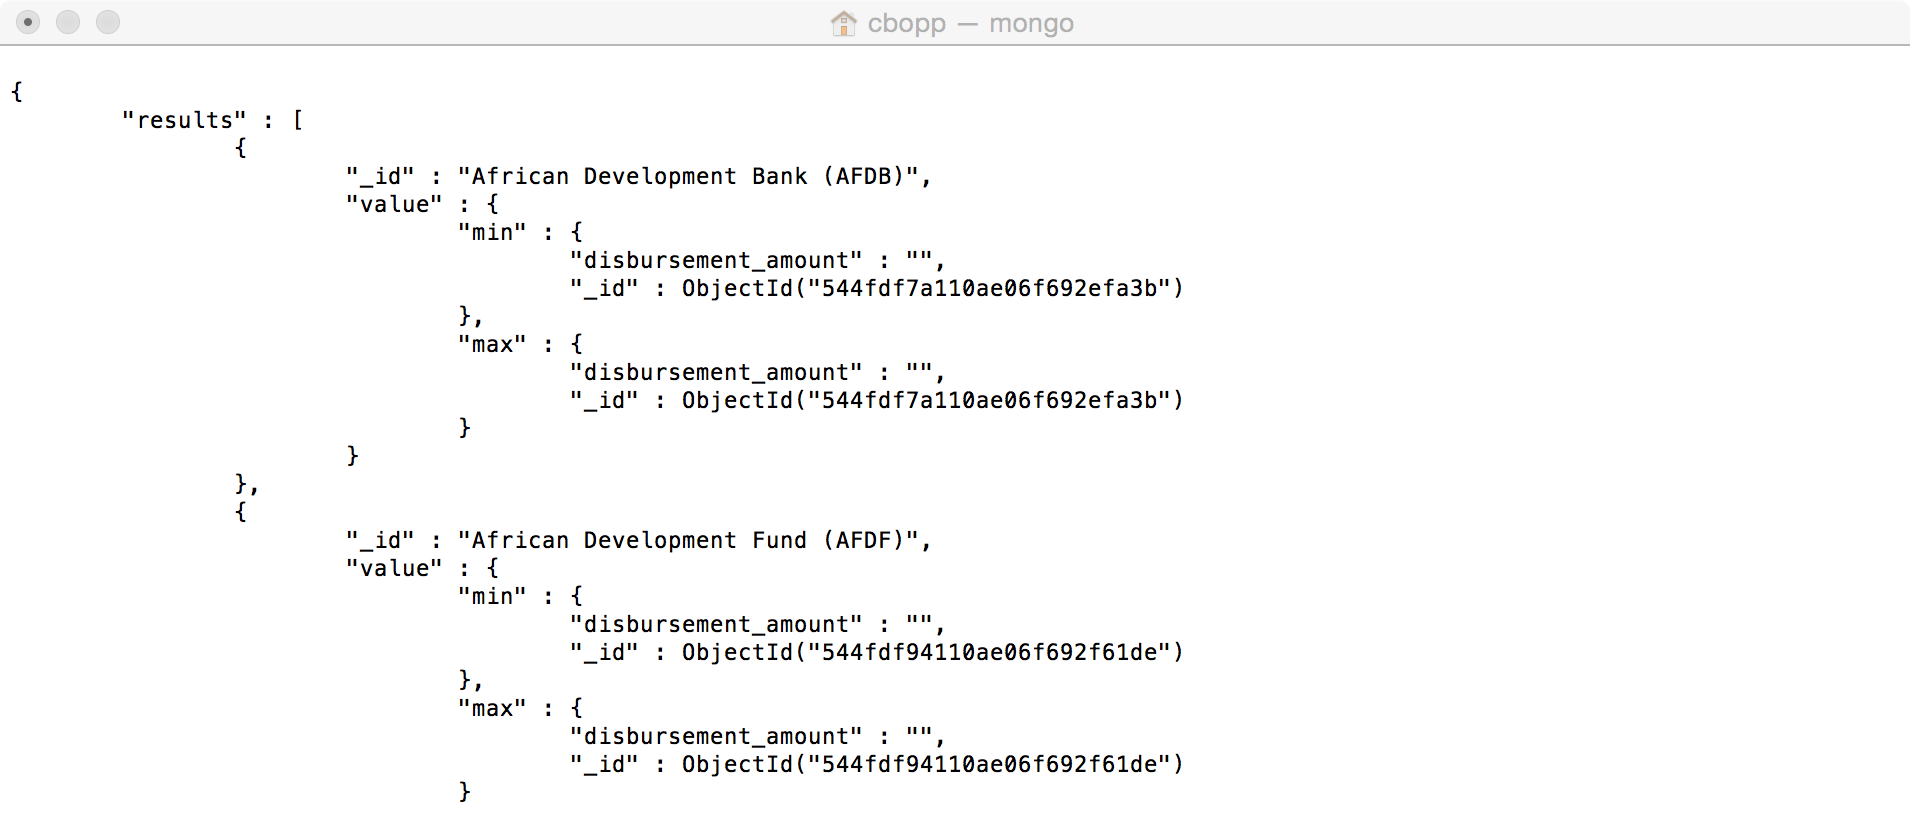 cbopp — mongo
{
"results" : [
{
"_id" : "African Development Bank (AFDB)",
"value" : {
"min" : {
"disbursement_amount" : "",
"_id" : ObjectId("544fdf7a110ae06f692efa3b")
},
"max" : {
"disbursement_amount" : "",
"_id" : ObjectId("544fdf7a110ae06f692efa3b")
}
}
},
{
"_id" : "African Development Fund (AFDF)",
"value" : {
"min" : {
"disbursement_amount" : "",
"_id" : ObjectId("544fdf94110ae06f692f61de")
},
"max" : {
"disbursement_amount" : "",
"_id" : ObjectId("544fdf94110ae06f692f61de")
}